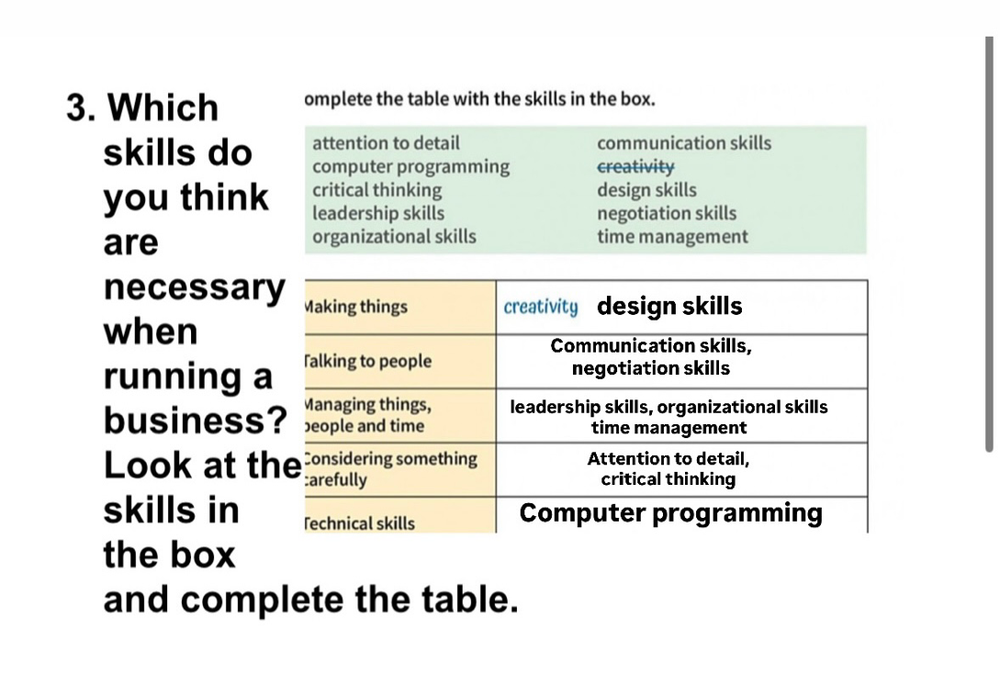 3. Which
skills do
you think
are
necessary
when
running a
business?
Look at the
skills in
the box
and complete the table.
omplete the table with the skills in the box.
attention to detail
computer programming
critical thinking
leadership skills
organizational skills
communication skills
creativity
design skills
negotiation skills
time management
Making things
creativity design skills
Talking to people
Communication skills,
negotiation skills
Managing things,
people and time
leadership skills, organizational skills
time management
Considering something
carefully
Attention to detail,
critical thinking
Technical skills
Computer programming